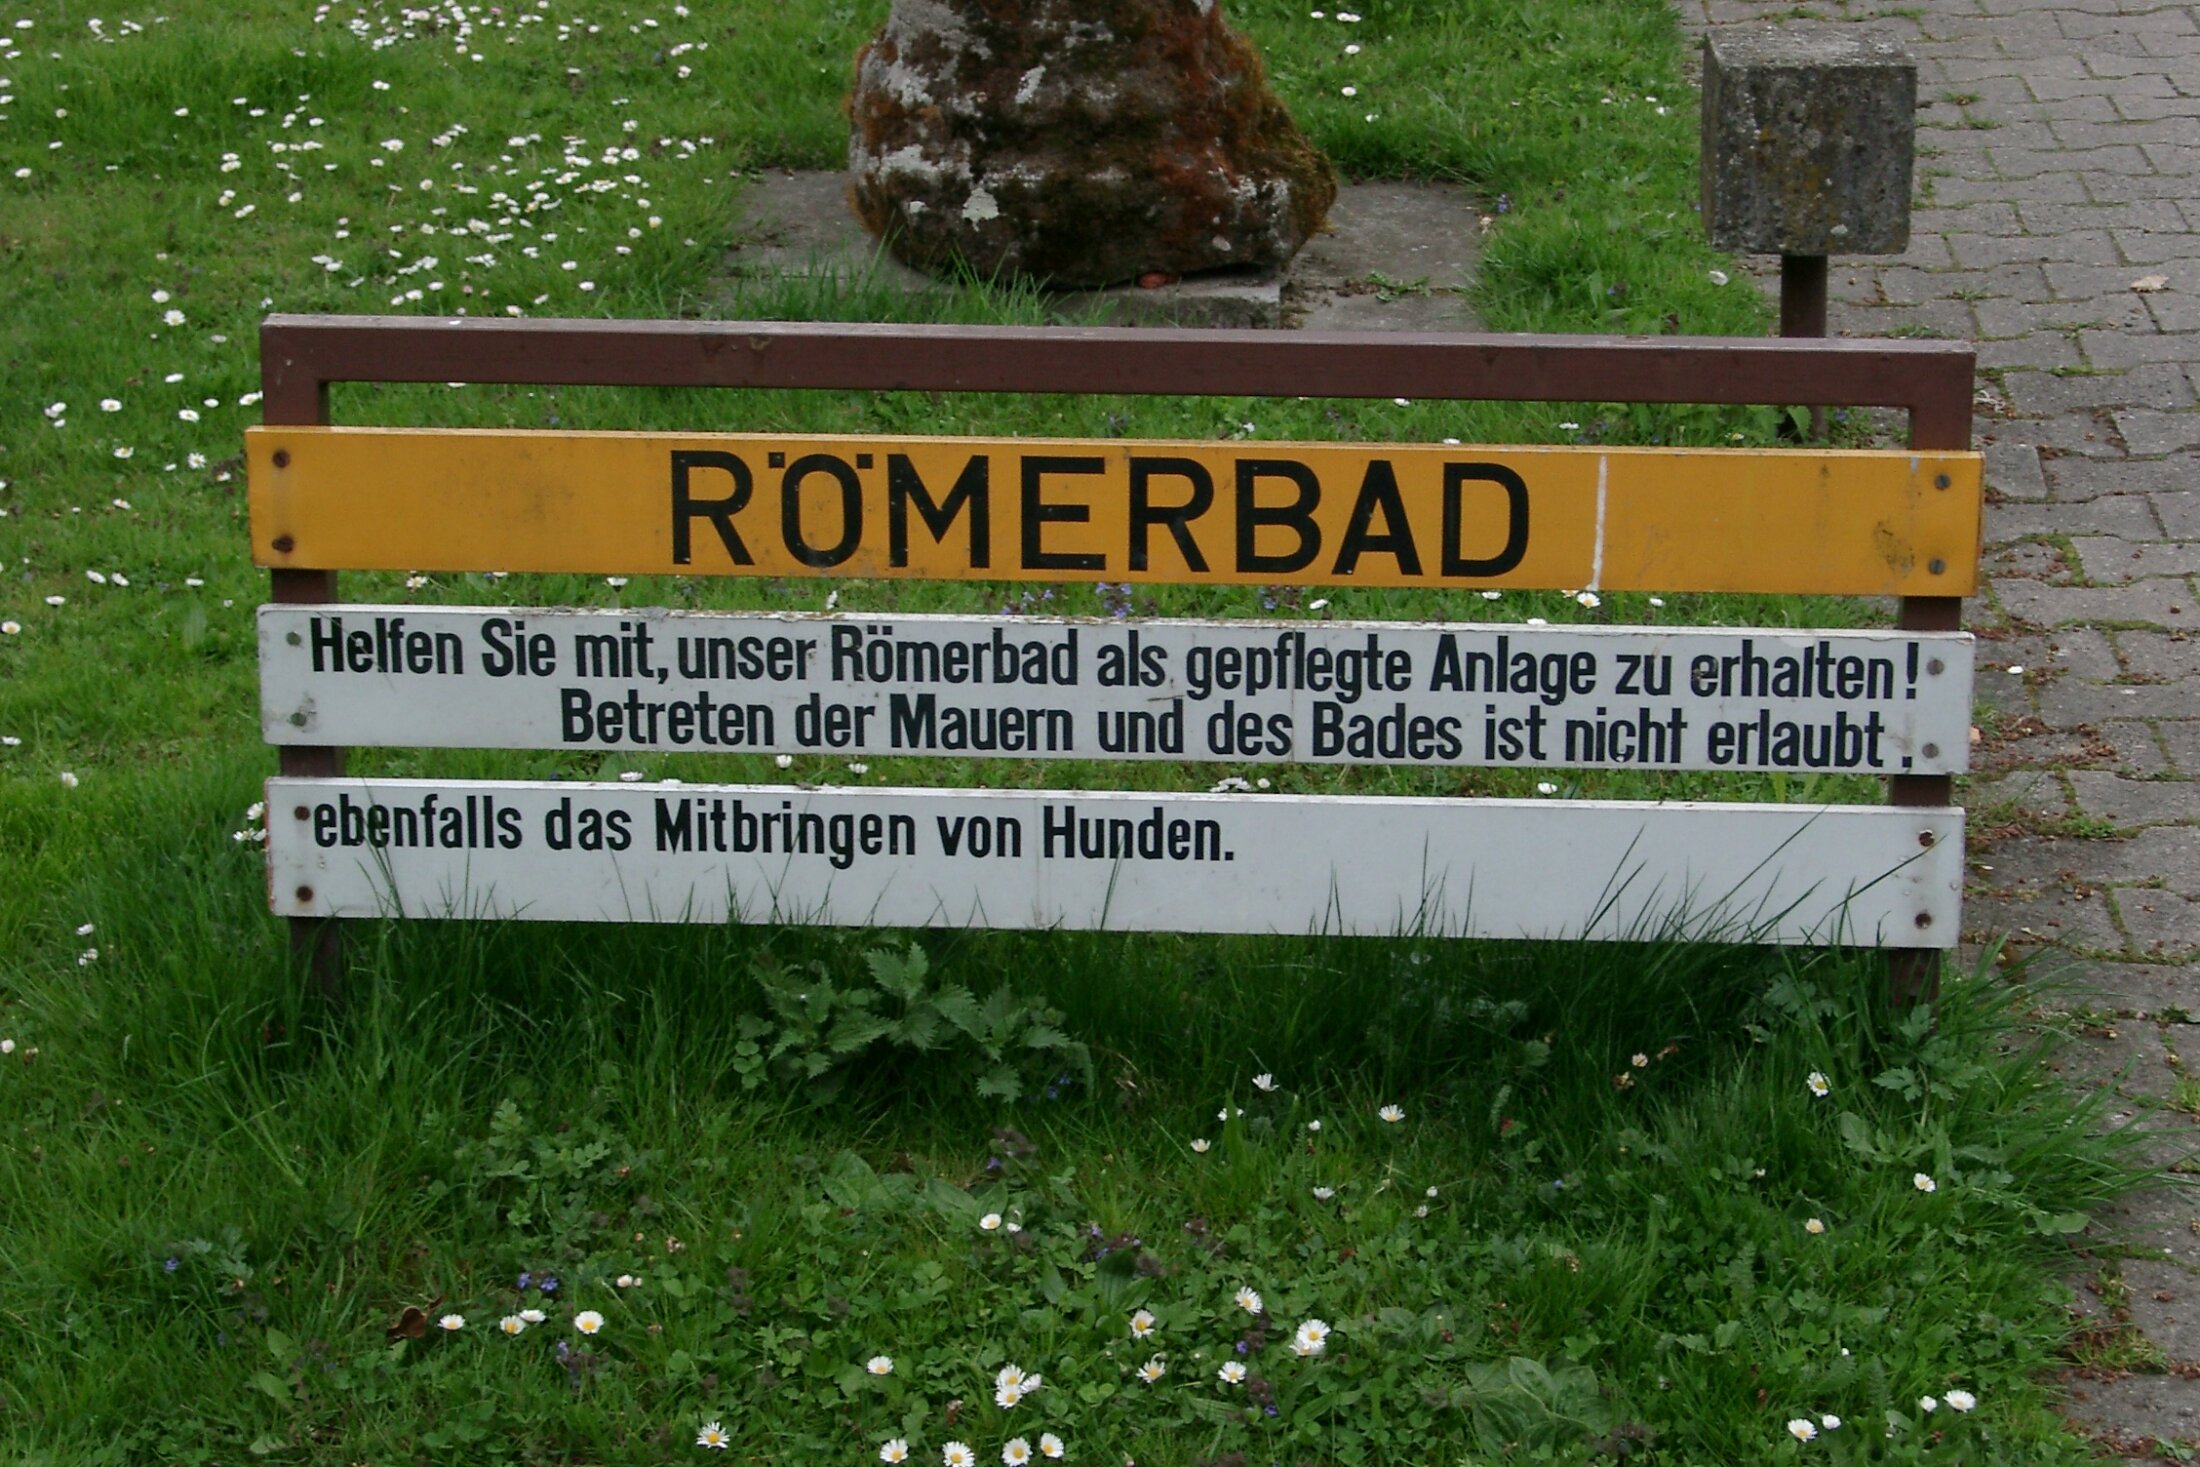 RÖMERBAD
Helfen Sie mit, unser Römerbad als gepflegte Anlage zu erhalten!
Betreten der Mauern und des Bades ist nicht erlaubt.
ebenfalls das Mitbringen von Hunden.